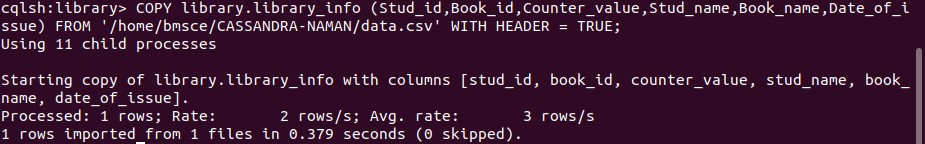 cqlsh:library> COPY library.library_info (Stud_id,Book_id,Counter_value,Stud_name,Book_name,Date_of_i
ssue) FROM '/home/bmsce/CASSANDRA-NAMAN/data.csv' WITH HEADER = TRUE;
Using 11 child processes
Starting copy of library.library_info with columns [stud_id, book_id, counter_value, stud_name, book_
name, date_of_issue].
Processed: 1 rows; Rate:       2 rows/s; Avg. rate:       3 rows/s
1 rows imported from 1 files in 0.379 seconds (0 skipped).